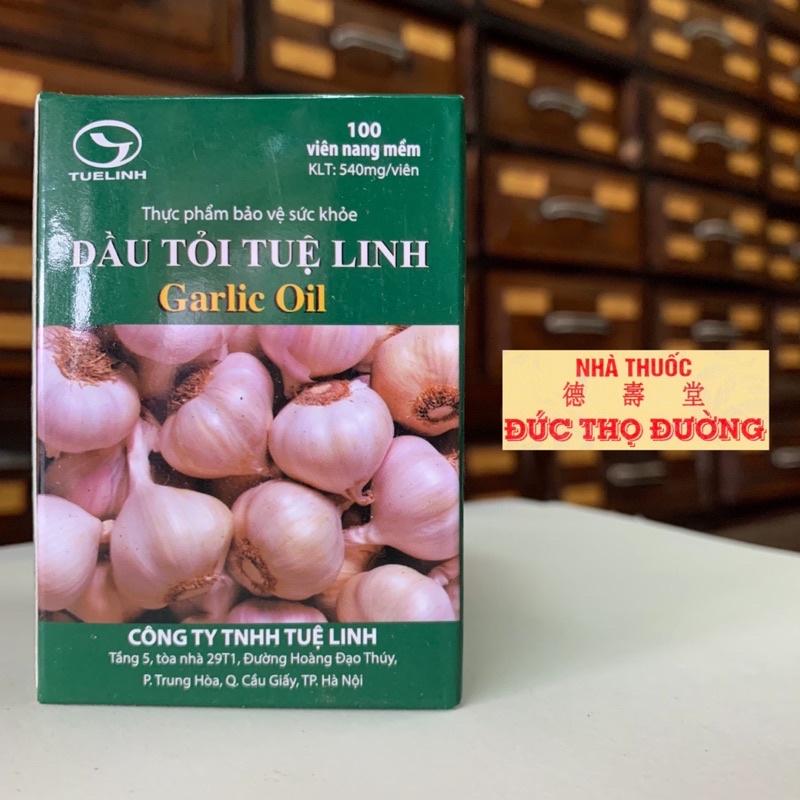 TUELINH
100
viên nang mềm
KLT: 540mg/viên
Thực phẩm bảo vệ sức khỏe
DẦU TỎI TUỆ LINH
Garlic Oil
CÔNG TY TNHH TUỆ LINH
Tầng 5, tòa nhà 29T1, Đường Hoàng Đạo Thúy,
P. Trung Hòa, Q. Cầu Giấy, TP. Hà Nội
NHÀ THUỐC
德 壽 堂
ĐỨC THỌ ĐƯỜNG